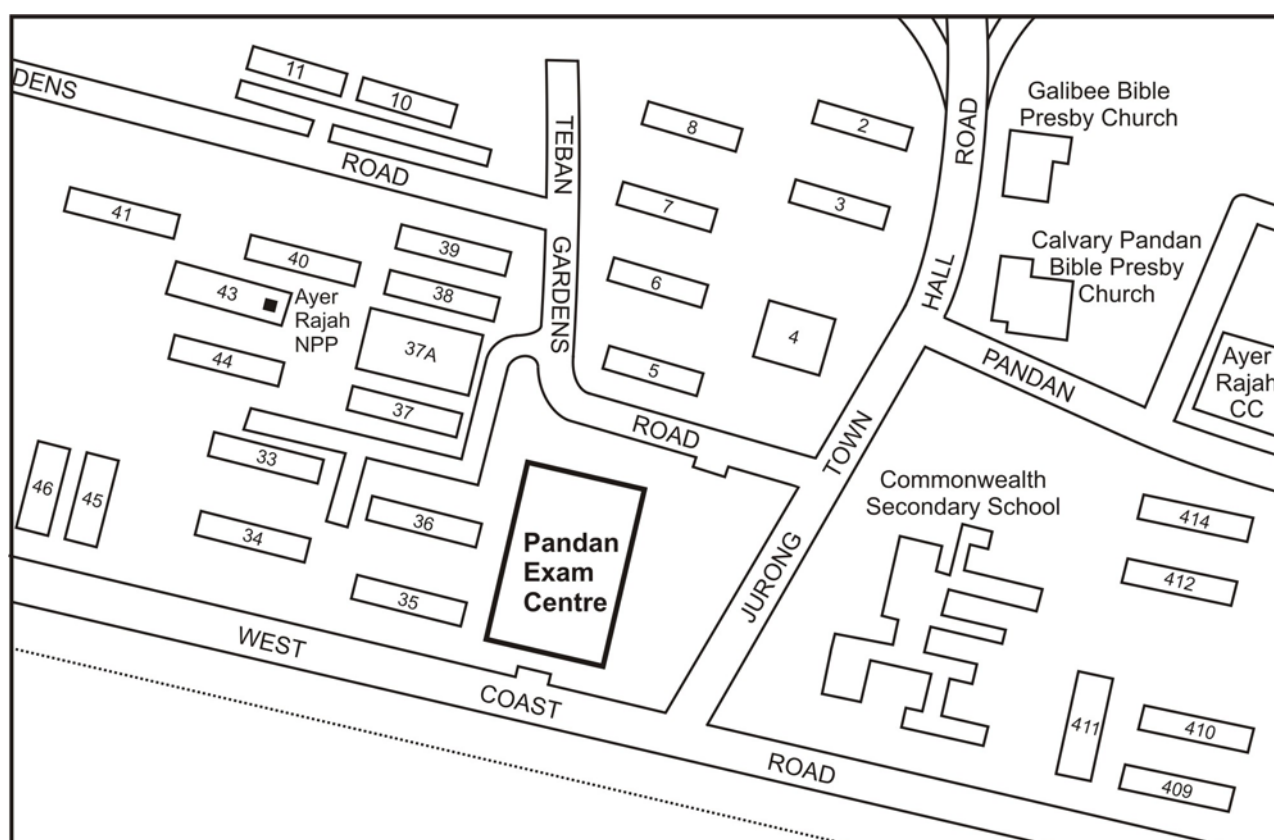 11
10
DENS
ROAD
TEBAN
GARDENS
ROAD
8
2
7
3
6
4
5
ROAD
HALL
TOWN
JURONG
Galibee Bible
Presby Church
Calvary Pandan
Bible Presby
Church
PANDAN
Ayer
Rajah
CC
41
40
39
43
Ayer
Rajah
NPP
38
37A
44
37
33
46
45
34
36
35
Pandan
Exam
Centre
Commonwealth
Secondary School
414
412
411
410
409
WEST
COAST
ROAD